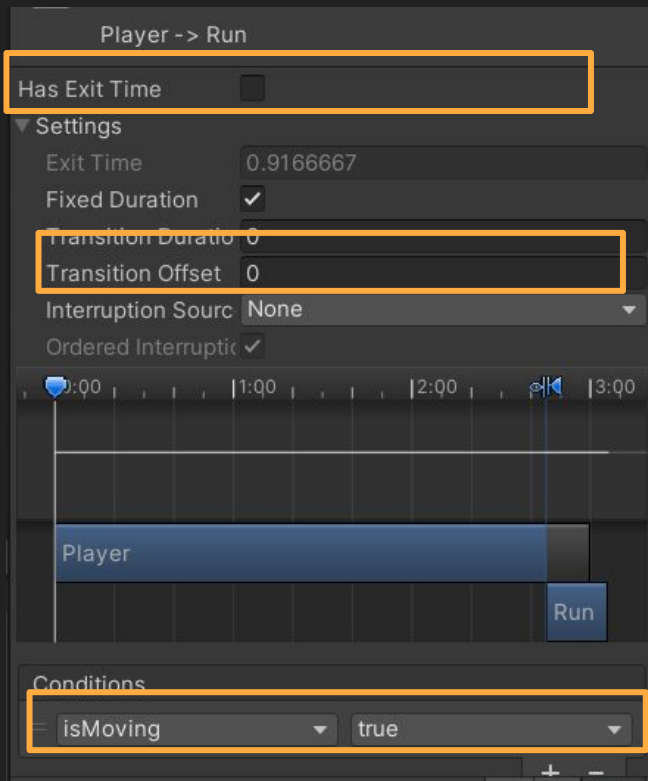 Player -> Run
Has Exit Time
Settings
Exit Time 0.9166667
Fixed Duration
Transition Duratio 0
Transition Offset 0
Interruption Sourc None
Ordered Interruptic
0:00 1:00 2:00 3:00
Player
Run
Conditions
isMoving true
+ −